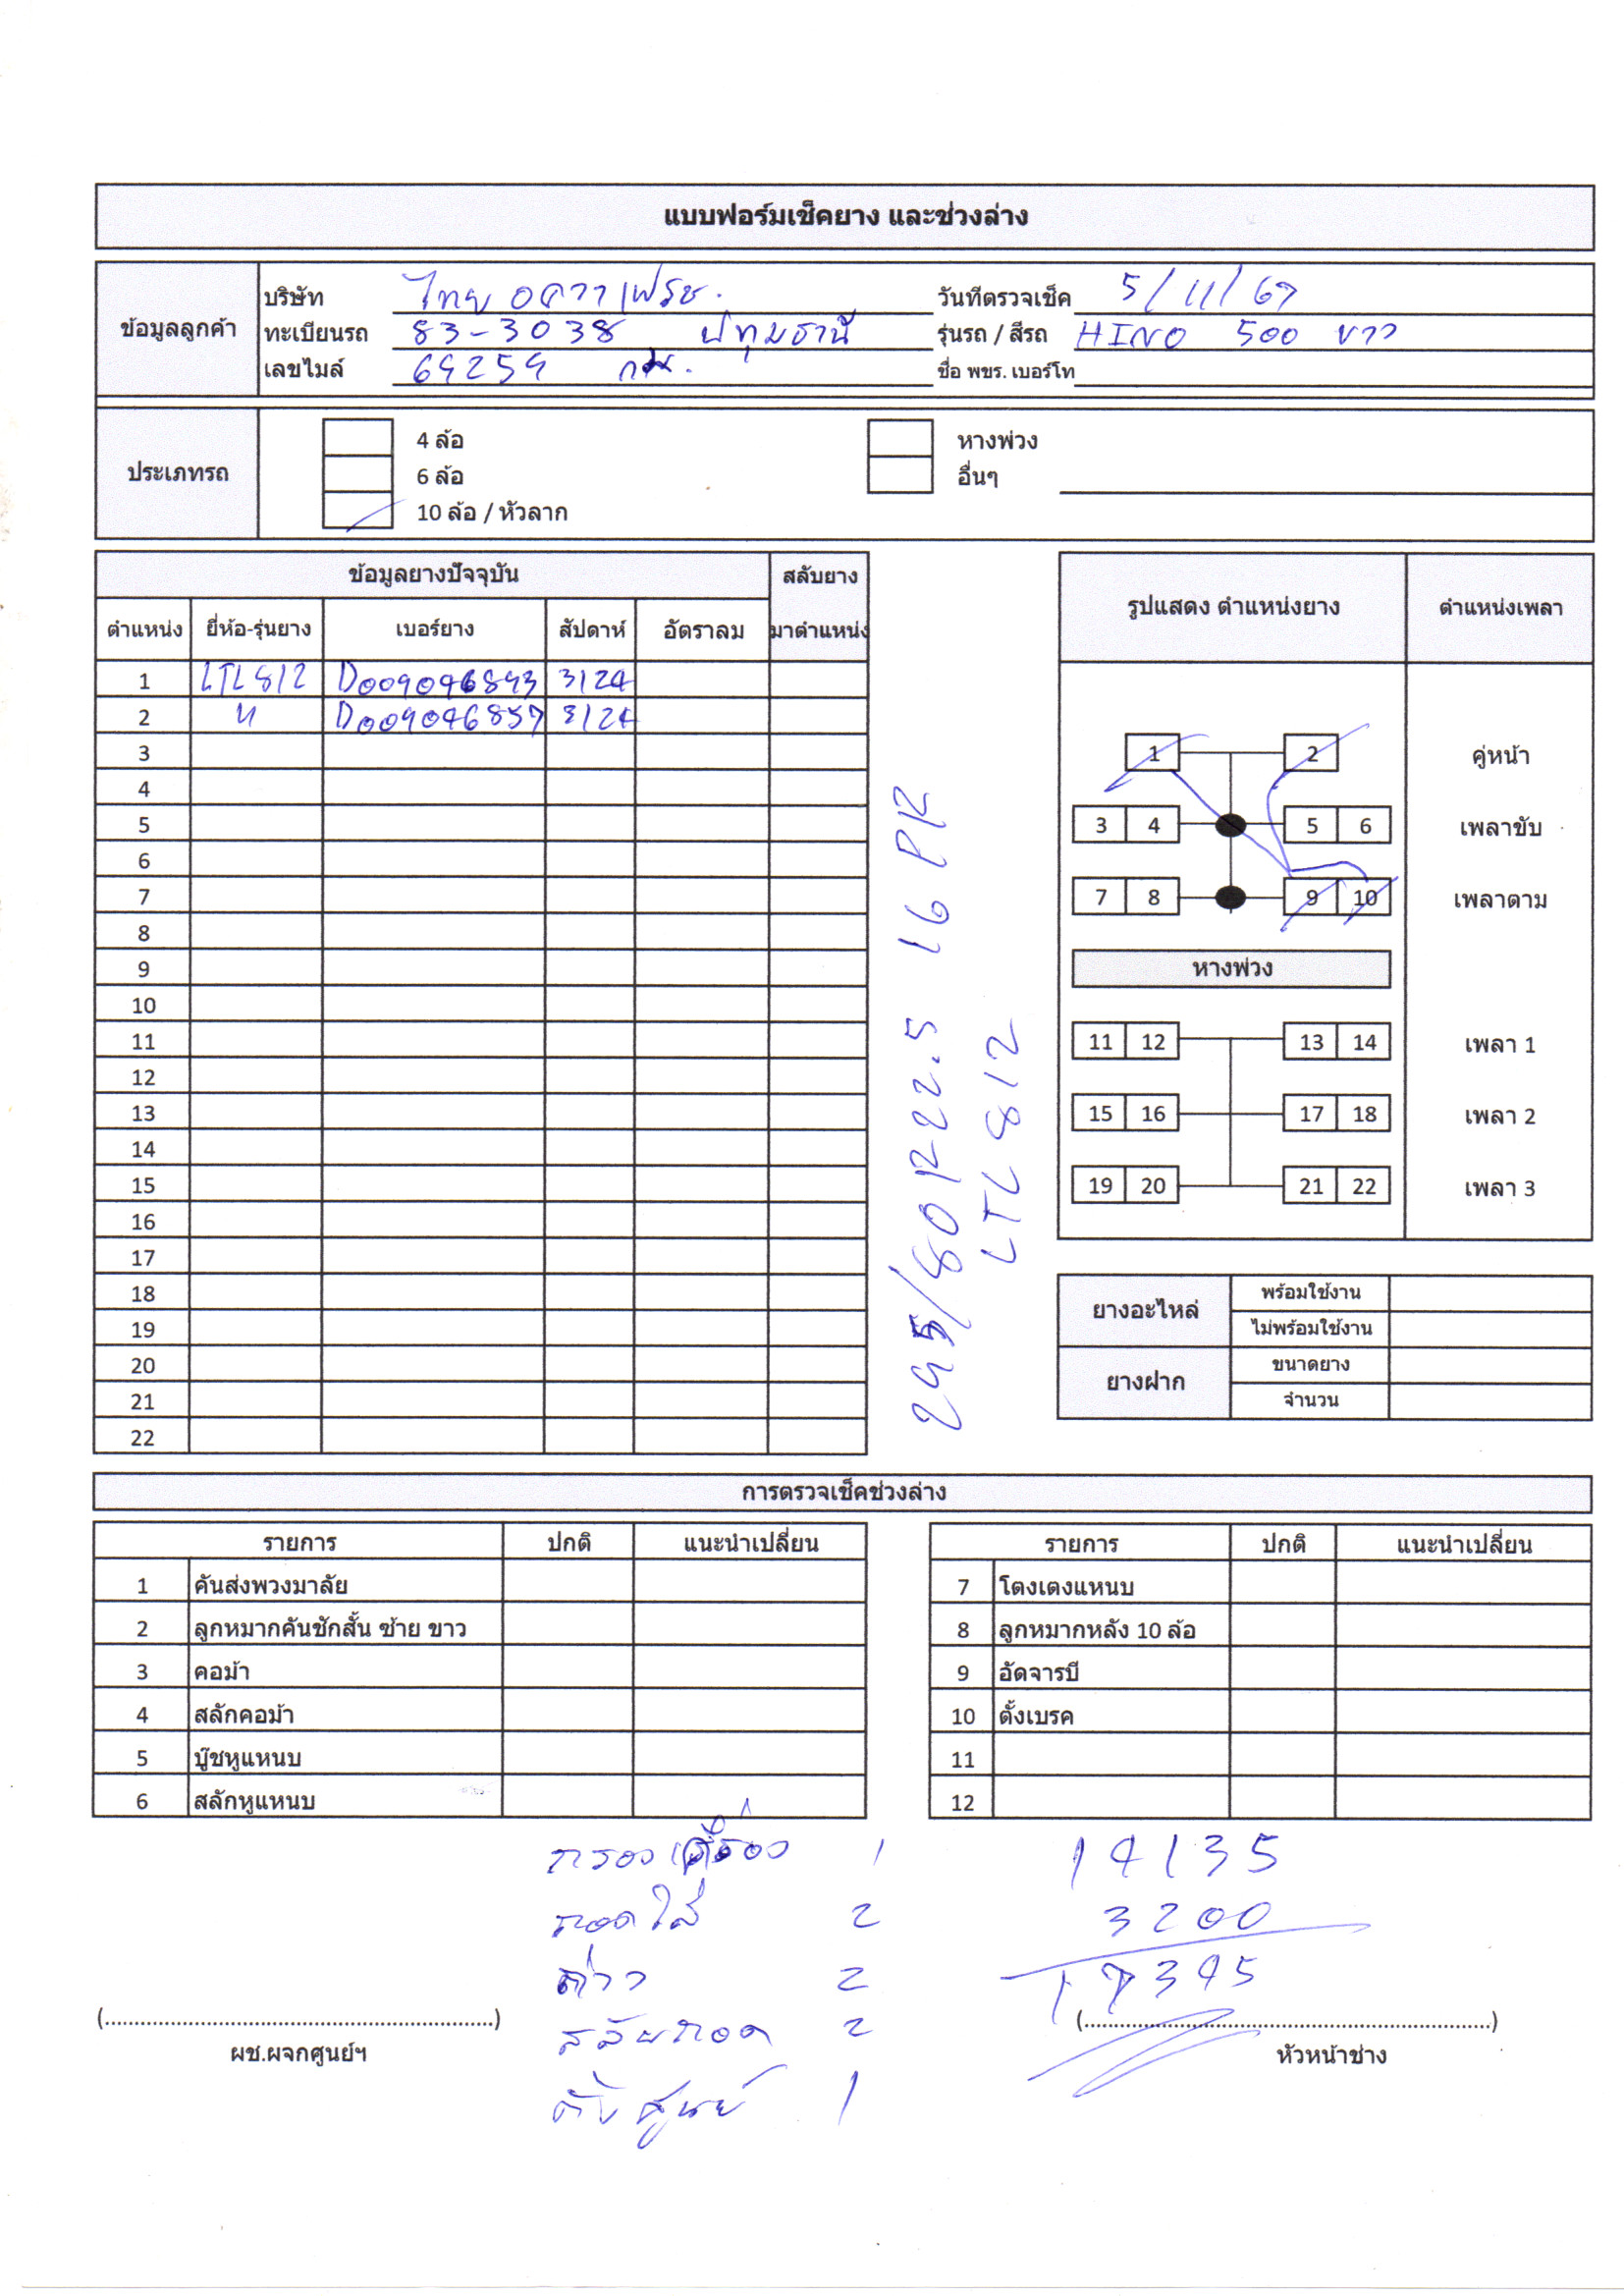 แบบฟอร์มเช็คยาง และช่วงล่าง
ข้อมูลลูกค้า
บริษัท ไทย อควาเฟรช. วันที่ตรวจเช็ค 5/11/67
ทะเบียนรถ 83-3038 ปทุมธานี รุ่นรถ / สีรถ HINO 500 ขาว
เลขไมล์ 69259 กม. ชื่อ พขร. เบอร์โท
ประเภทรถ
4 ล้อ หางพ่วง
6 ล้อ อื่นๆ
10 ล้อ / หัวลาก
ข้อมูลยางปัจจุบัน สลับยาง
ตำแหน่ง ยี่ห้อ-รุ่นยาง เบอร์ยาง สัปดาห์ อัตราลม มาตำแหน่ง
1 LTL812 D009046843 3124
2 11 D009046857 3124
3
4
5
6
7
8
9
10
11
12
13
14
15
16
17
18
19
20
21
22
295/80R22.5 16 PR
LTL 812
รูปแสดง ตำแหน่งยาง ตำแหน่งเพลา
1 2 คู่หน้า
3 4 5 6 เพลาขับ
7 8 9 10 เพลาตาม
หางพ่วง
11 12 13 14 เพลา 1
15 16 17 18 เพลา 2
19 20 21 22 เพลา 3
ยางอะไหล่ พร้อมใช้งาน
ไม่พร้อมใช้งาน
ยางฝาก ขนาดยาง
จำนวน
การตรวจเช็คช่วงล่าง
รายการ ปกติ แนะนำเปลี่ยน รายการ ปกติ แนะนำเปลี่ยน
1 คันส่งพวงมาลัย 7 โตงเตงแหนบ
2 ลูกหมากคันชักสั้น ซ้าย ขาว 8 ลูกหมากหลัง 10 ล้อ
3 คอม้า 9 อัดจารบี
4 สลักคอม้า 10 ตั้งเบรค
5 บู๊ชหูแหนบ 11
6 สลักหูแหนบ 12
กรองเครื่อง 1 14135
ถอดใส่ 2 3200
ถ่วง 2 17345
สลับถอด 2
ตั้งศูนย์ 1
(................................................) (................................................)
ผช.ผจกศูนย์ฯ หัวหน้าช่าง